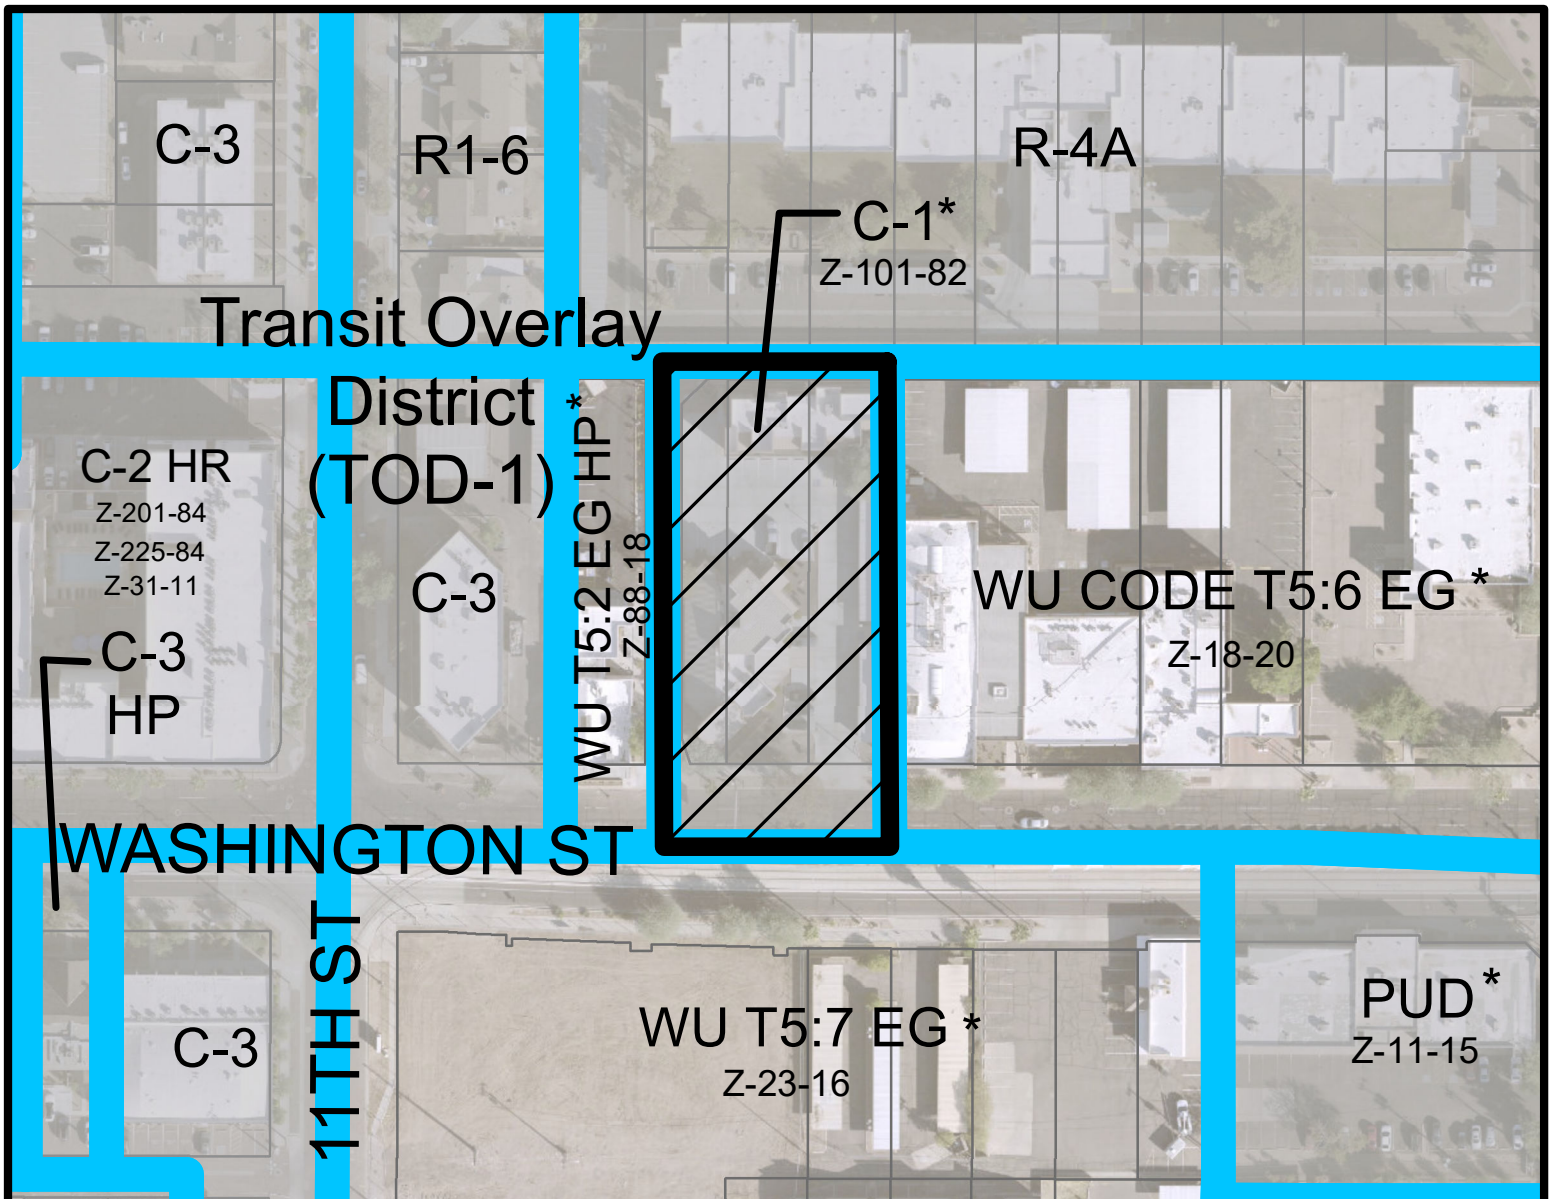 C-3
R1-6
R-4A
C-1*
Z-101-82
Transit Overlay
District
(TOD-1)
C-2 HR
Z-201-84
Z-225-84
Z-31-11
C-3
HP
C-3
WU T5:2 EG HP *
Z-88-18
WU CODE T5:6 EG *
Z-18-20
WASHINGTON ST
11TH ST
C-3
WU T5:7 EG *
Z-23-16
PUD *
Z-11-15